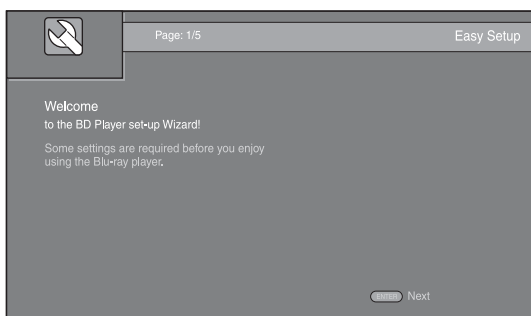 Page: 1/5
Easy Setup
Welcome
to the BD Player set-up Wizard!
Some settings are required before you enjoy
using the Blu-ray player.
ENTER Next